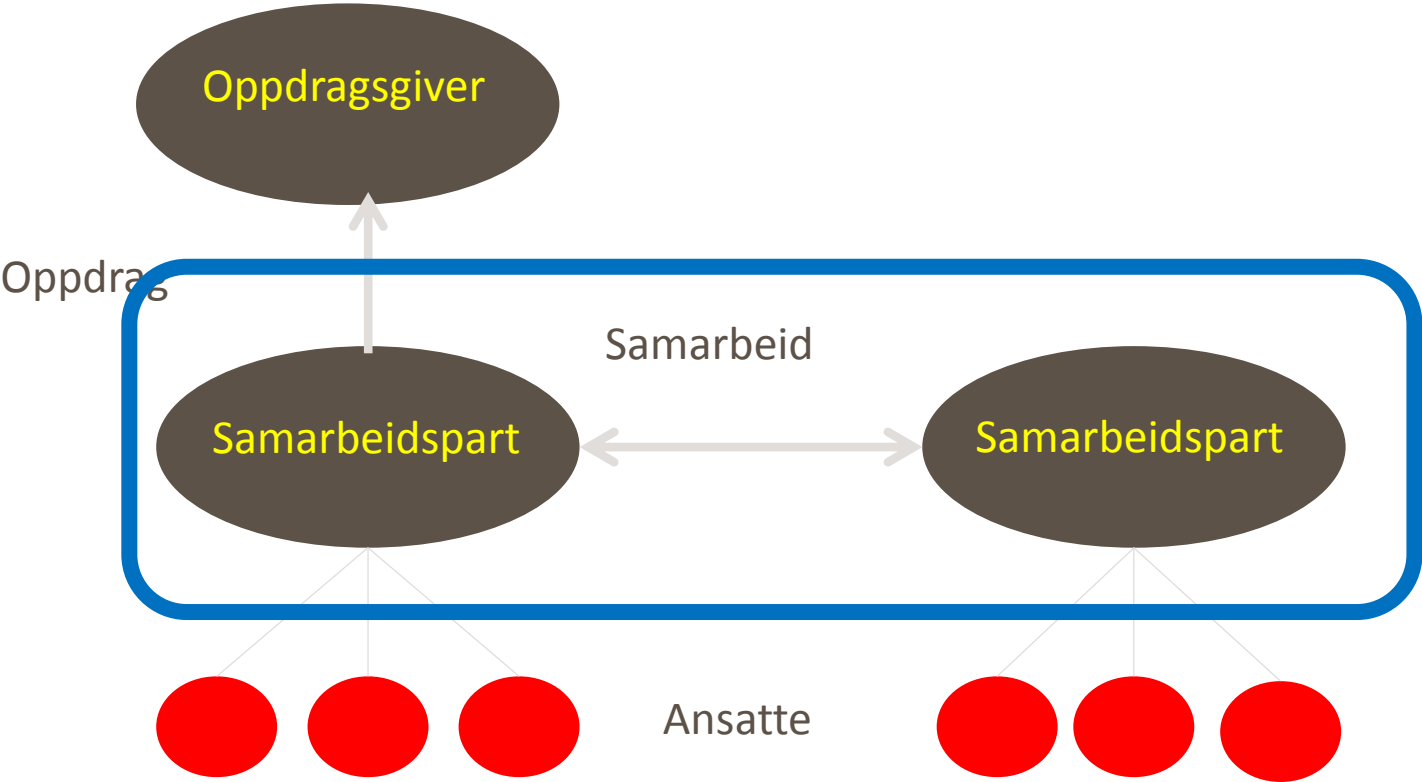 Oppdragsgiver
Oppdrag
Samarbeid
Samarbeidspart
Samarbeidspart
Ansatte